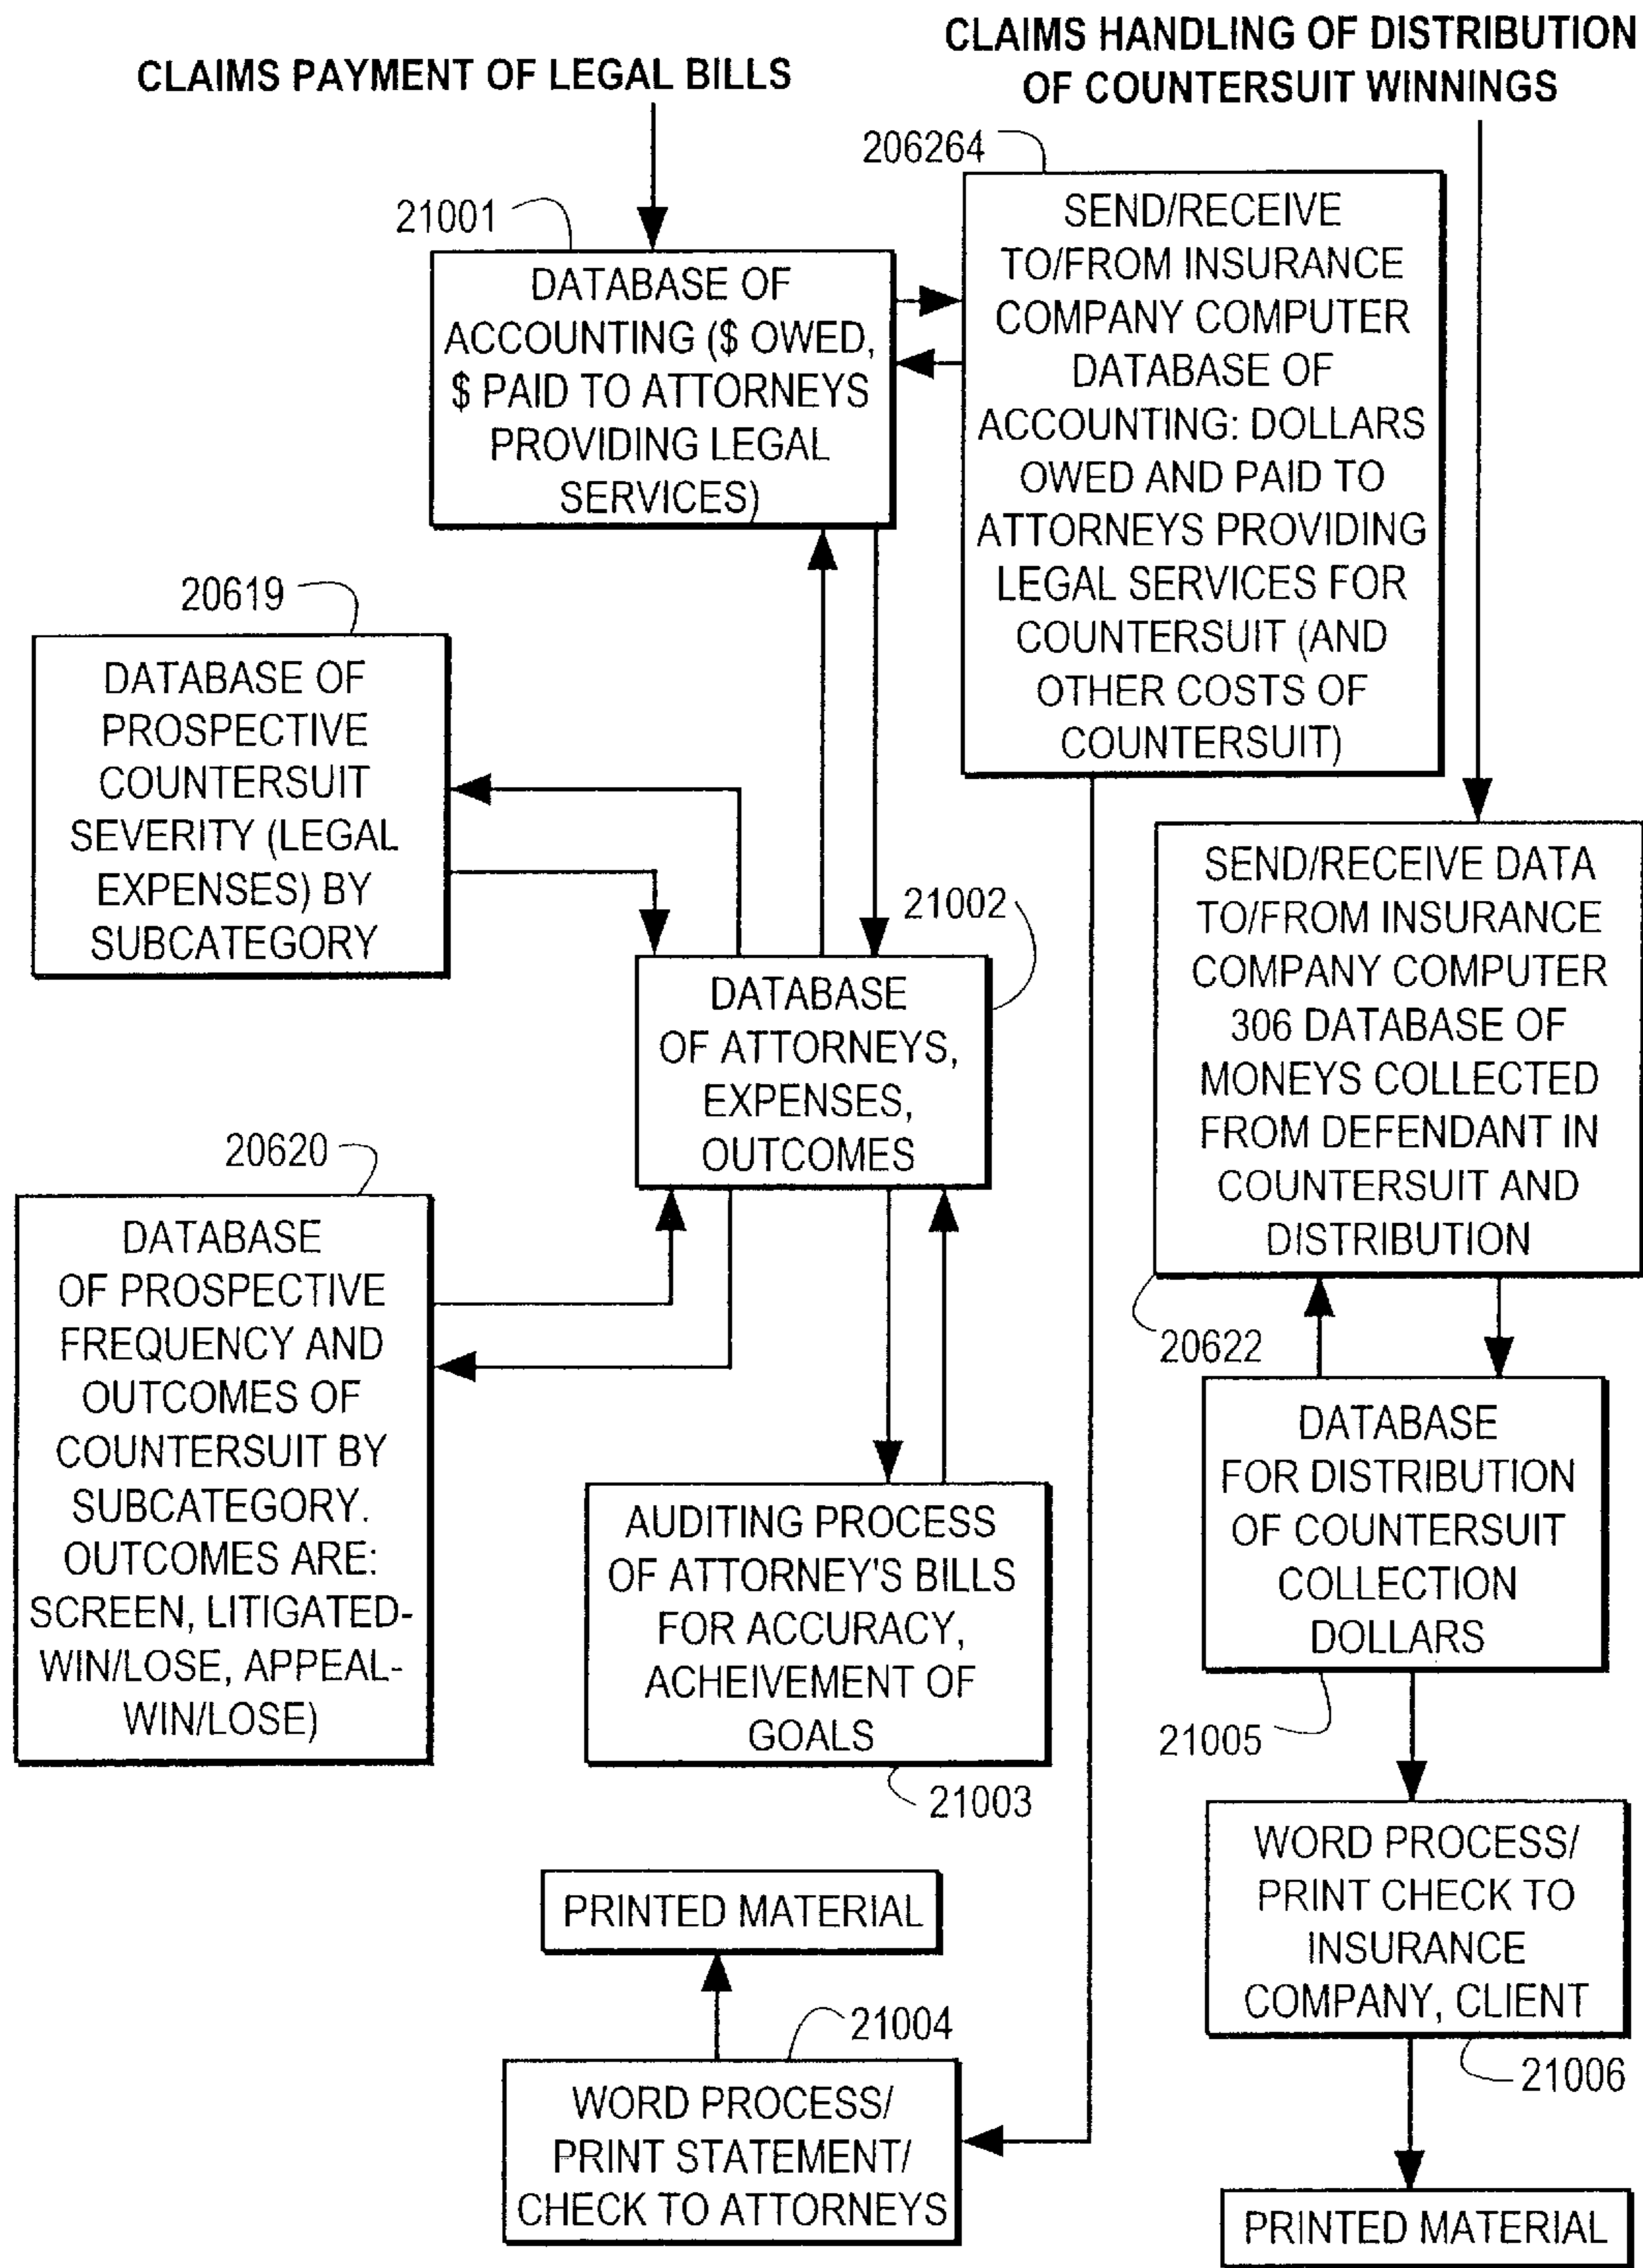 CLAIMS PAYMENT OF LEGAL BILLS
CLAIMS HANDLING OF DISTRIBUTION
OF COUNTERSUIT WINNINGS
21001
DATABASE OF
ACCOUNTING ($ OWED,
$ PAID TO ATTORNEYS
PROVIDING LEGAL
SERVICES)
206264
SEND/RECEIVE
TO/FROM INSURANCE
COMPANY COMPUTER
DATABASE OF
ACCOUNTING: DOLLARS
OWED AND PAID TO
ATTORNEYS PROVIDING
LEGAL SERVICES FOR
COUNTERSUIT (AND
OTHER COSTS OF
COUNTERSUIT)
20619
DATABASE OF
PROSPECTIVE
COUNTERSUIT
SEVERITY (LEGAL
EXPENSES) BY
SUBCATEGORY
21002
DATABASE
OF ATTORNEYS,
EXPENSES,
OUTCOMES
SEND/RECEIVE DATA
TO/FROM INSURANCE
COMPANY COMPUTER
306 DATABASE OF
MONEYS COLLECTED
FROM DEFENDANT IN
COUNTERSUIT AND
DISTRIBUTION
20622
20620
DATABASE
OF PROSPECTIVE
FREQUENCY AND
OUTCOMES OF
COUNTERSUIT BY
SUBCATEGORY.
OUTCOMES ARE:
SCREEN, LITIGATED-
WIN/LOSE, APPEAL-
WIN/LOSE)
AUDITING PROCESS
OF ATTORNEY'S BILLS
FOR ACCURACY,
ACHEIVEMENT OF
GOALS
21003
DATABASE
FOR DISTRIBUTION
OF COUNTERSUIT
COLLECTION
DOLLARS
21005
PRINTED MATERIAL
21004
WORD PROCESS/
PRINT STATEMENT/
CHECK TO ATTORNEYS
WORD PROCESS/
PRINT CHECK TO
INSURANCE
COMPANY, CLIENT
21006
PRINTED MATERIAL